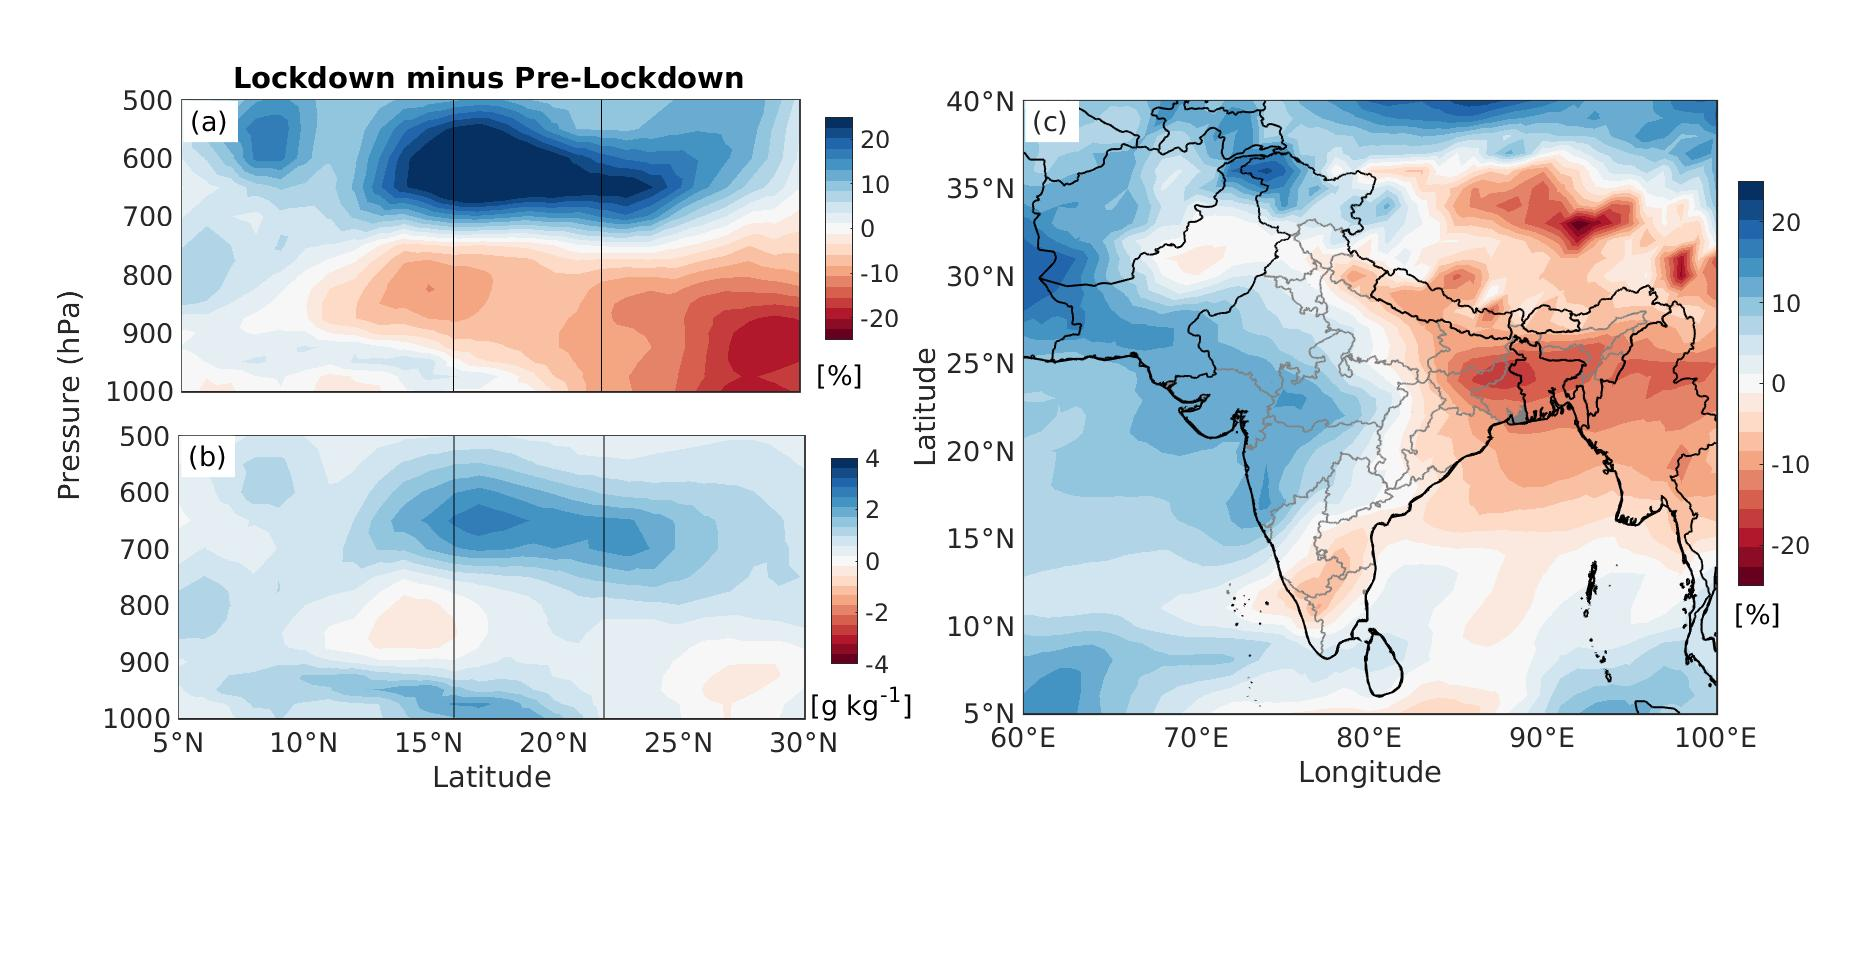 Lockdown minus Pre-Lockdown
(a)
500
600
700
800
900
1000
20
10
0
-10
-20
[%]
Pressure (hPa)
(b)
500
600
700
800
900
1000
4
2
0
-2
-4
[g kg-1]
5°N 10°N 15°N 20°N 25°N 30°N
Latitude
(c)
40°N
35°N
30°N
25°N
20°N
15°N
10°N
5°N
Latitude
60°E 70°E 80°E 90°E 100°E
Longitude
20
10
0
-10
-20
[%]